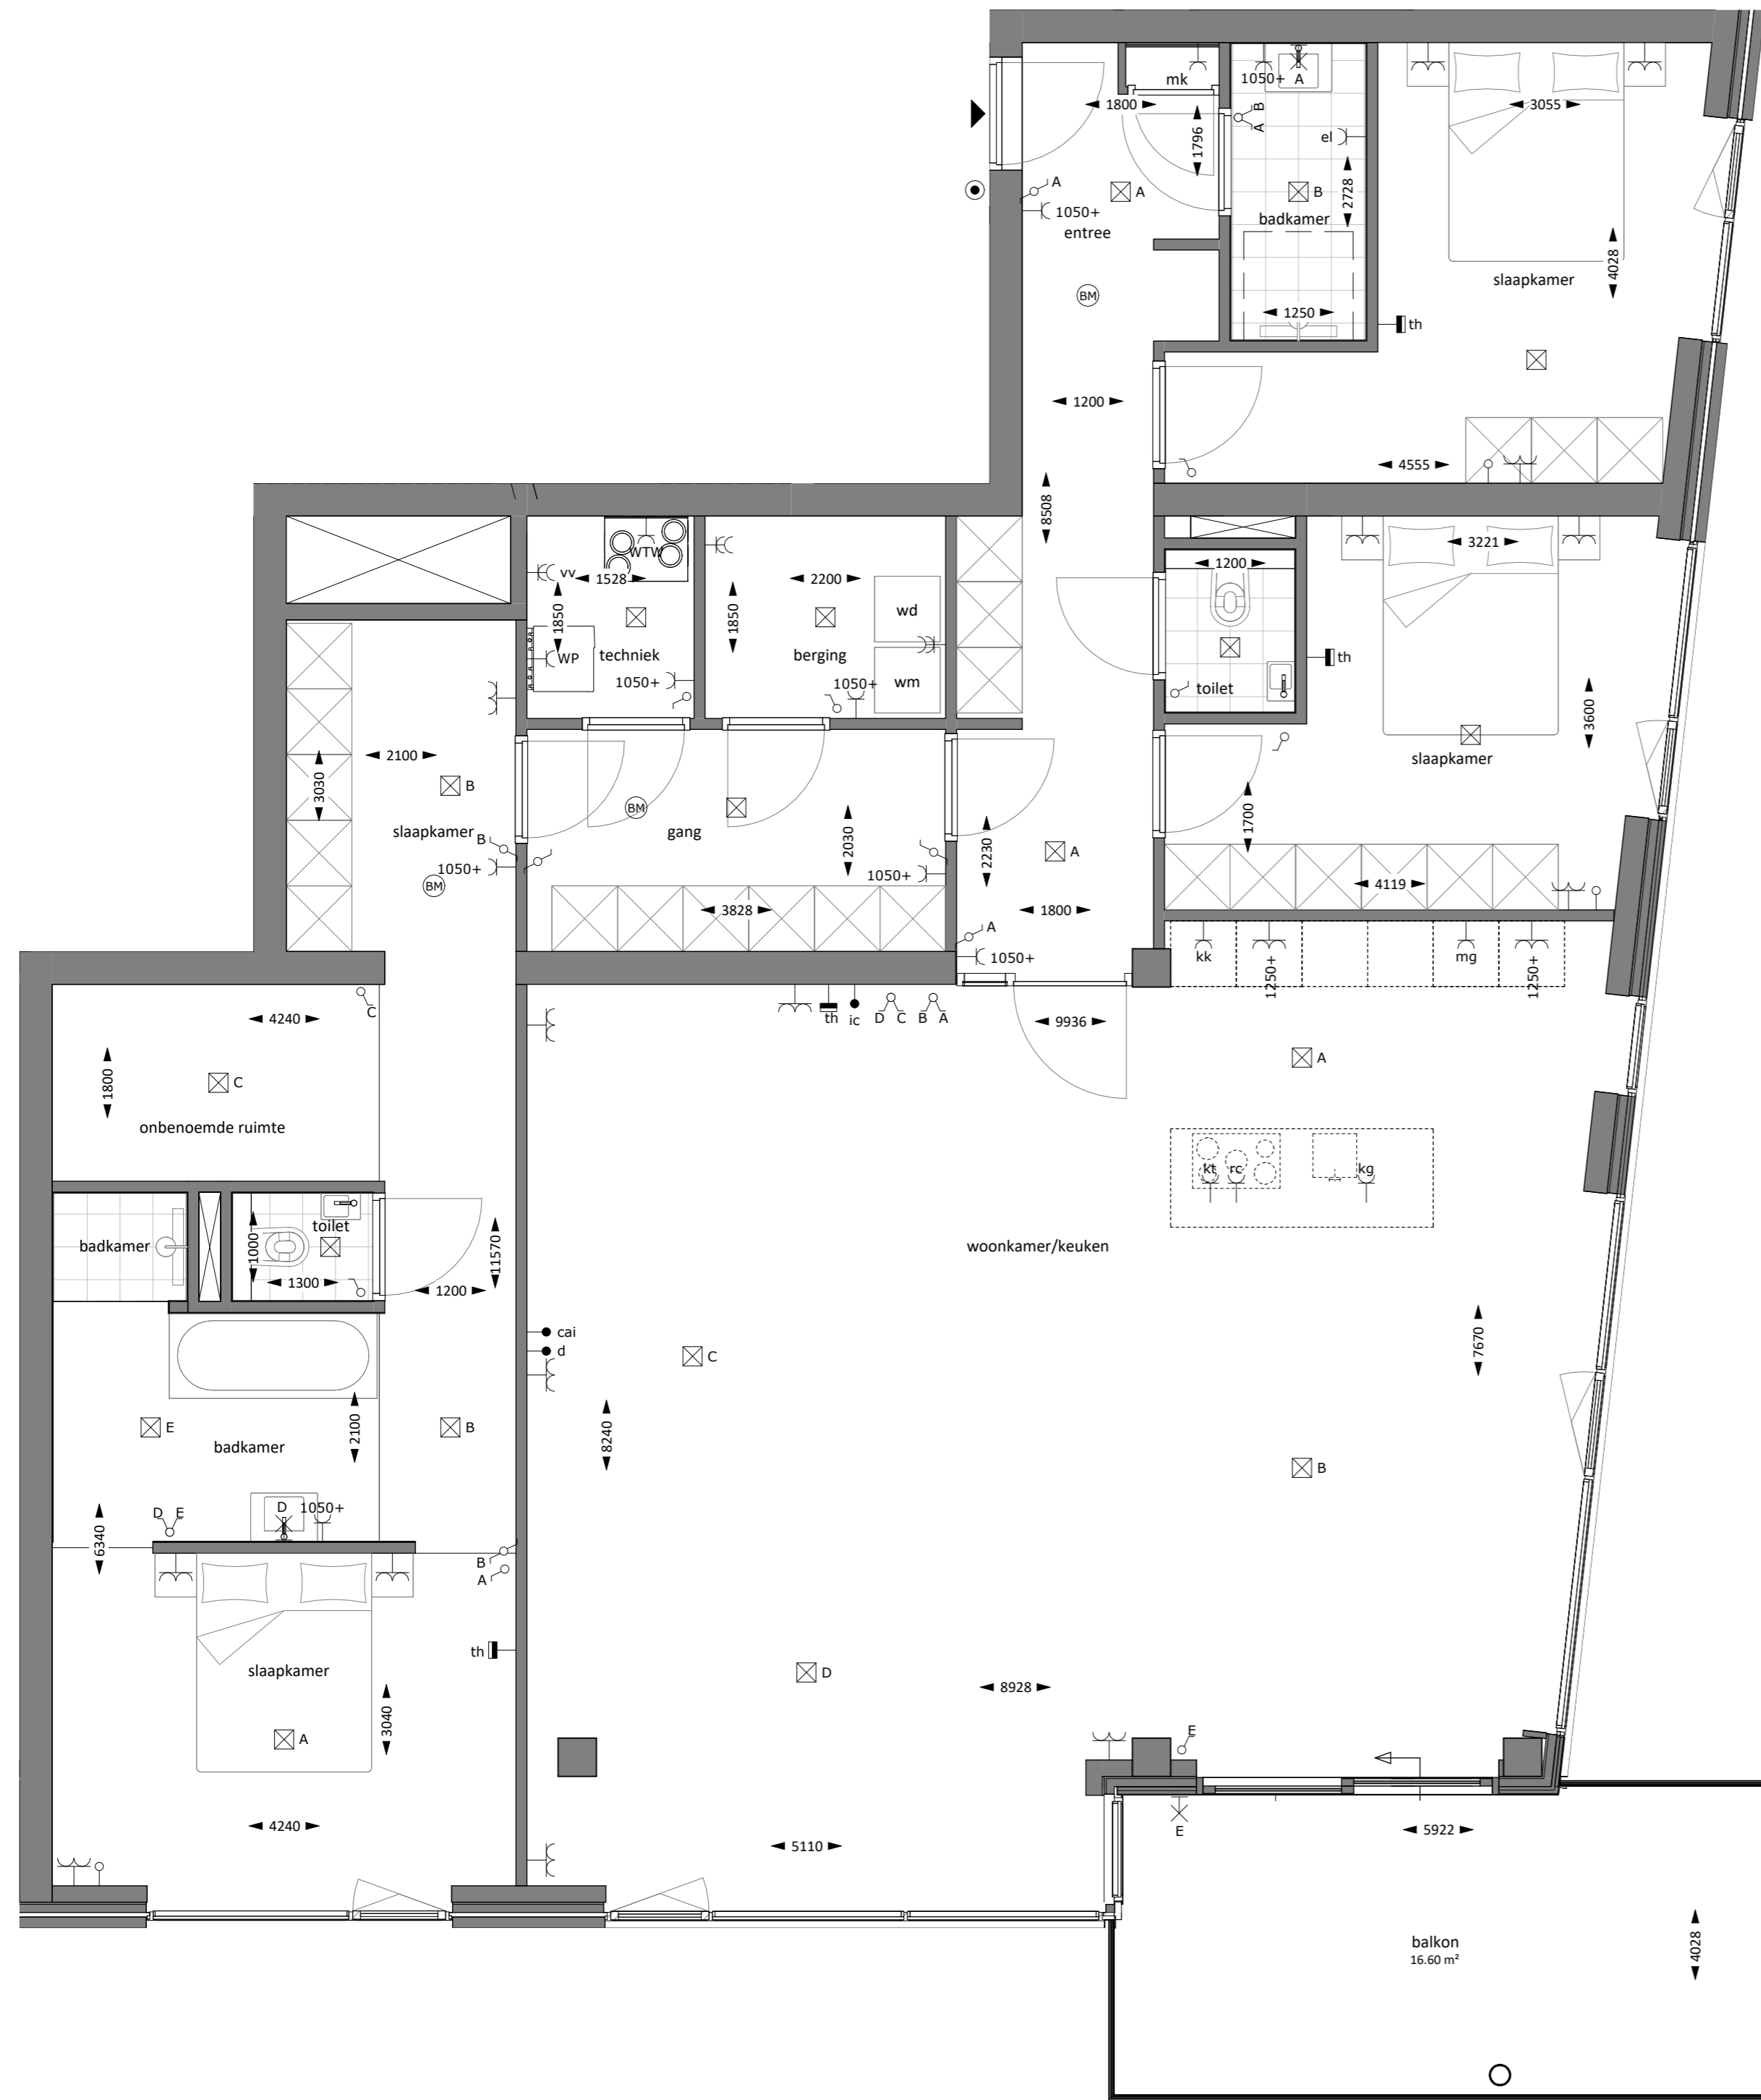 mk
1050+ A
1800
3055
1796
A B
el
A
A
B
2728
1050+
badkamer
entree
4028
slaapkamer
BM
1250
th
1200
4555
8508
WTW
3221
vv
1528
2200
1200
1850
1850
wd
techniek
berging
WP
th
1050+
1050+
wm
toilet
3600
2100
slaapkamer
3030
B
BM
gang
1700
slaapkamer
B
2030
2230
A
1050+
1050+
BM
4119
3828
1800
A
1050+
kk
1250+
mg
1250+
C
4240
th
ic
D C
B A
9936
A
1800
C
onbenoemde ruimte
kt
rc
kg
toilet
badkamer
1000
11570
woonkamer/keuken
1300
1200
cai
d
C
7670
E
2100
B
8240
badkamer
B
D E
D
1050+
6340
B
A
th
slaapkamer
D
8928
3040
A
E
4240
5110
E
5922
balkon
16.60 m²
4028